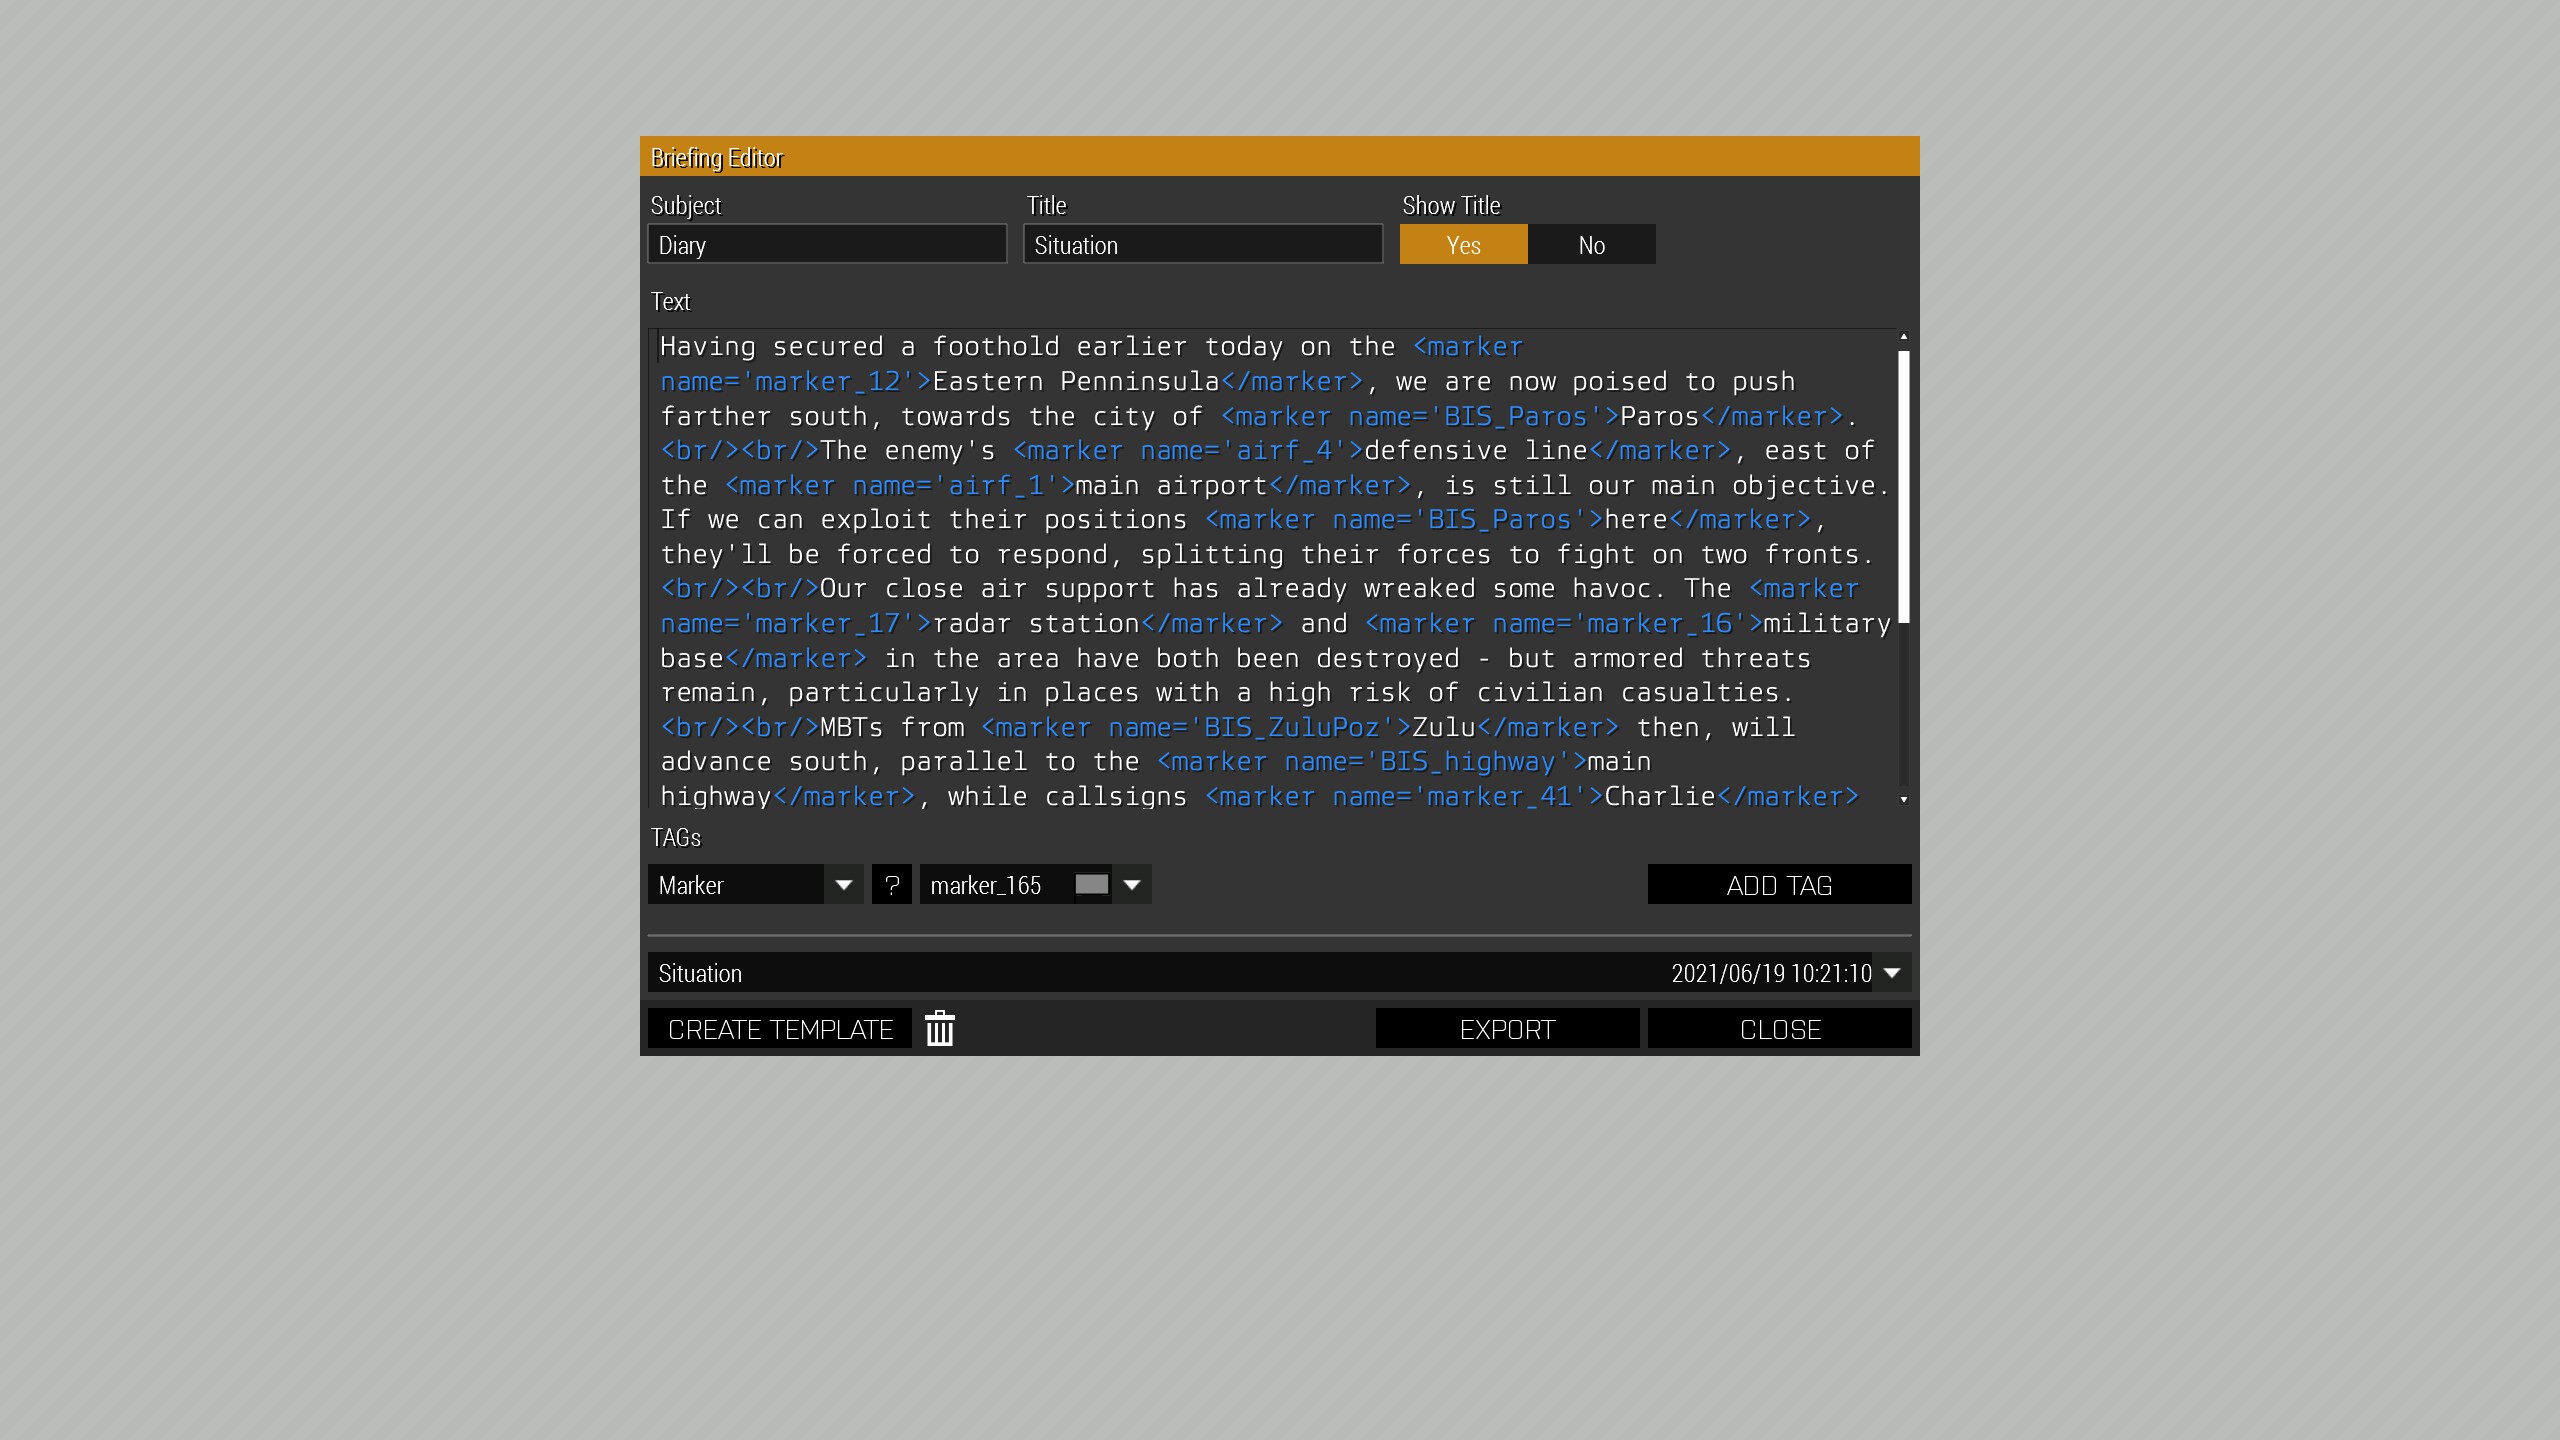 Briefing Editor
Subject
Title
Show Title
Diary
Situation
Yes
No
Text
Having secured a foothold earlier today on the <marker
name='marker_12'>Eastern Penninsula</marker>, we are now poised to push
farther south, towards the city of <marker name='BIS_Paros'>Paros</marker>.
<br/><br/>The enemy's <marker name='airf_4'>defensive line</marker>, east of
the <marker name='airf_1'>main airport</marker>, is still our main objective.
If we can exploit their positions <marker name='BIS_Paros'>here</marker>,
they'll be forced to respond, splitting their forces to fight on two fronts.
<br/><br/>Our close air support has already wreaked some havoc. The <marker
name='marker_17'>radar station</marker> and <marker name='marker_16'>military
base</marker> in the area have both been destroyed - but armored threats
remain, particularly in places with a high risk of civilian casualties.
<br/><br/>MBTs from <marker name='BIS_ZuluPoz'>Zulu</marker> then, will
advance south, parallel to the <marker name='BIS_highway'>main
highway</marker>, while callsigns <marker name='marker_41'>Charlie</marker>
TAGs
Marker
?
marker_165
ADD TAG
Situation
2021/06/19 10:21:10
CREATE TEMPLATE
EXPORT
CLOSE